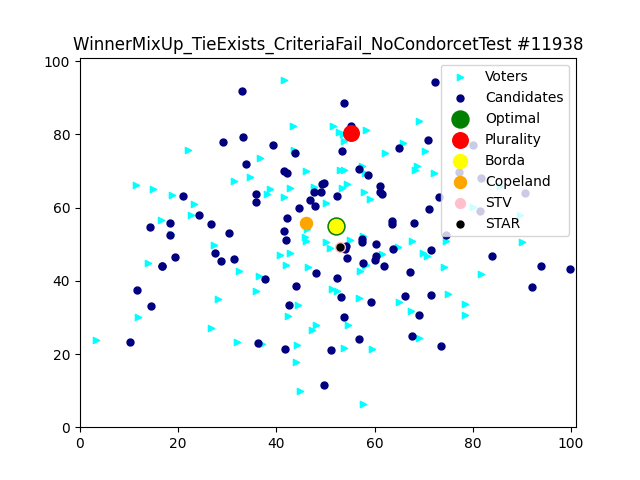 WinnerMixUp_TieExists_CriteriaFail_NoCondorcetTest #11938
100
80
60
40
20
0
0 20 40 60 80 100
Voters
Candidates
Optimal
Plurality
Borda
Copeland
STV
STAR